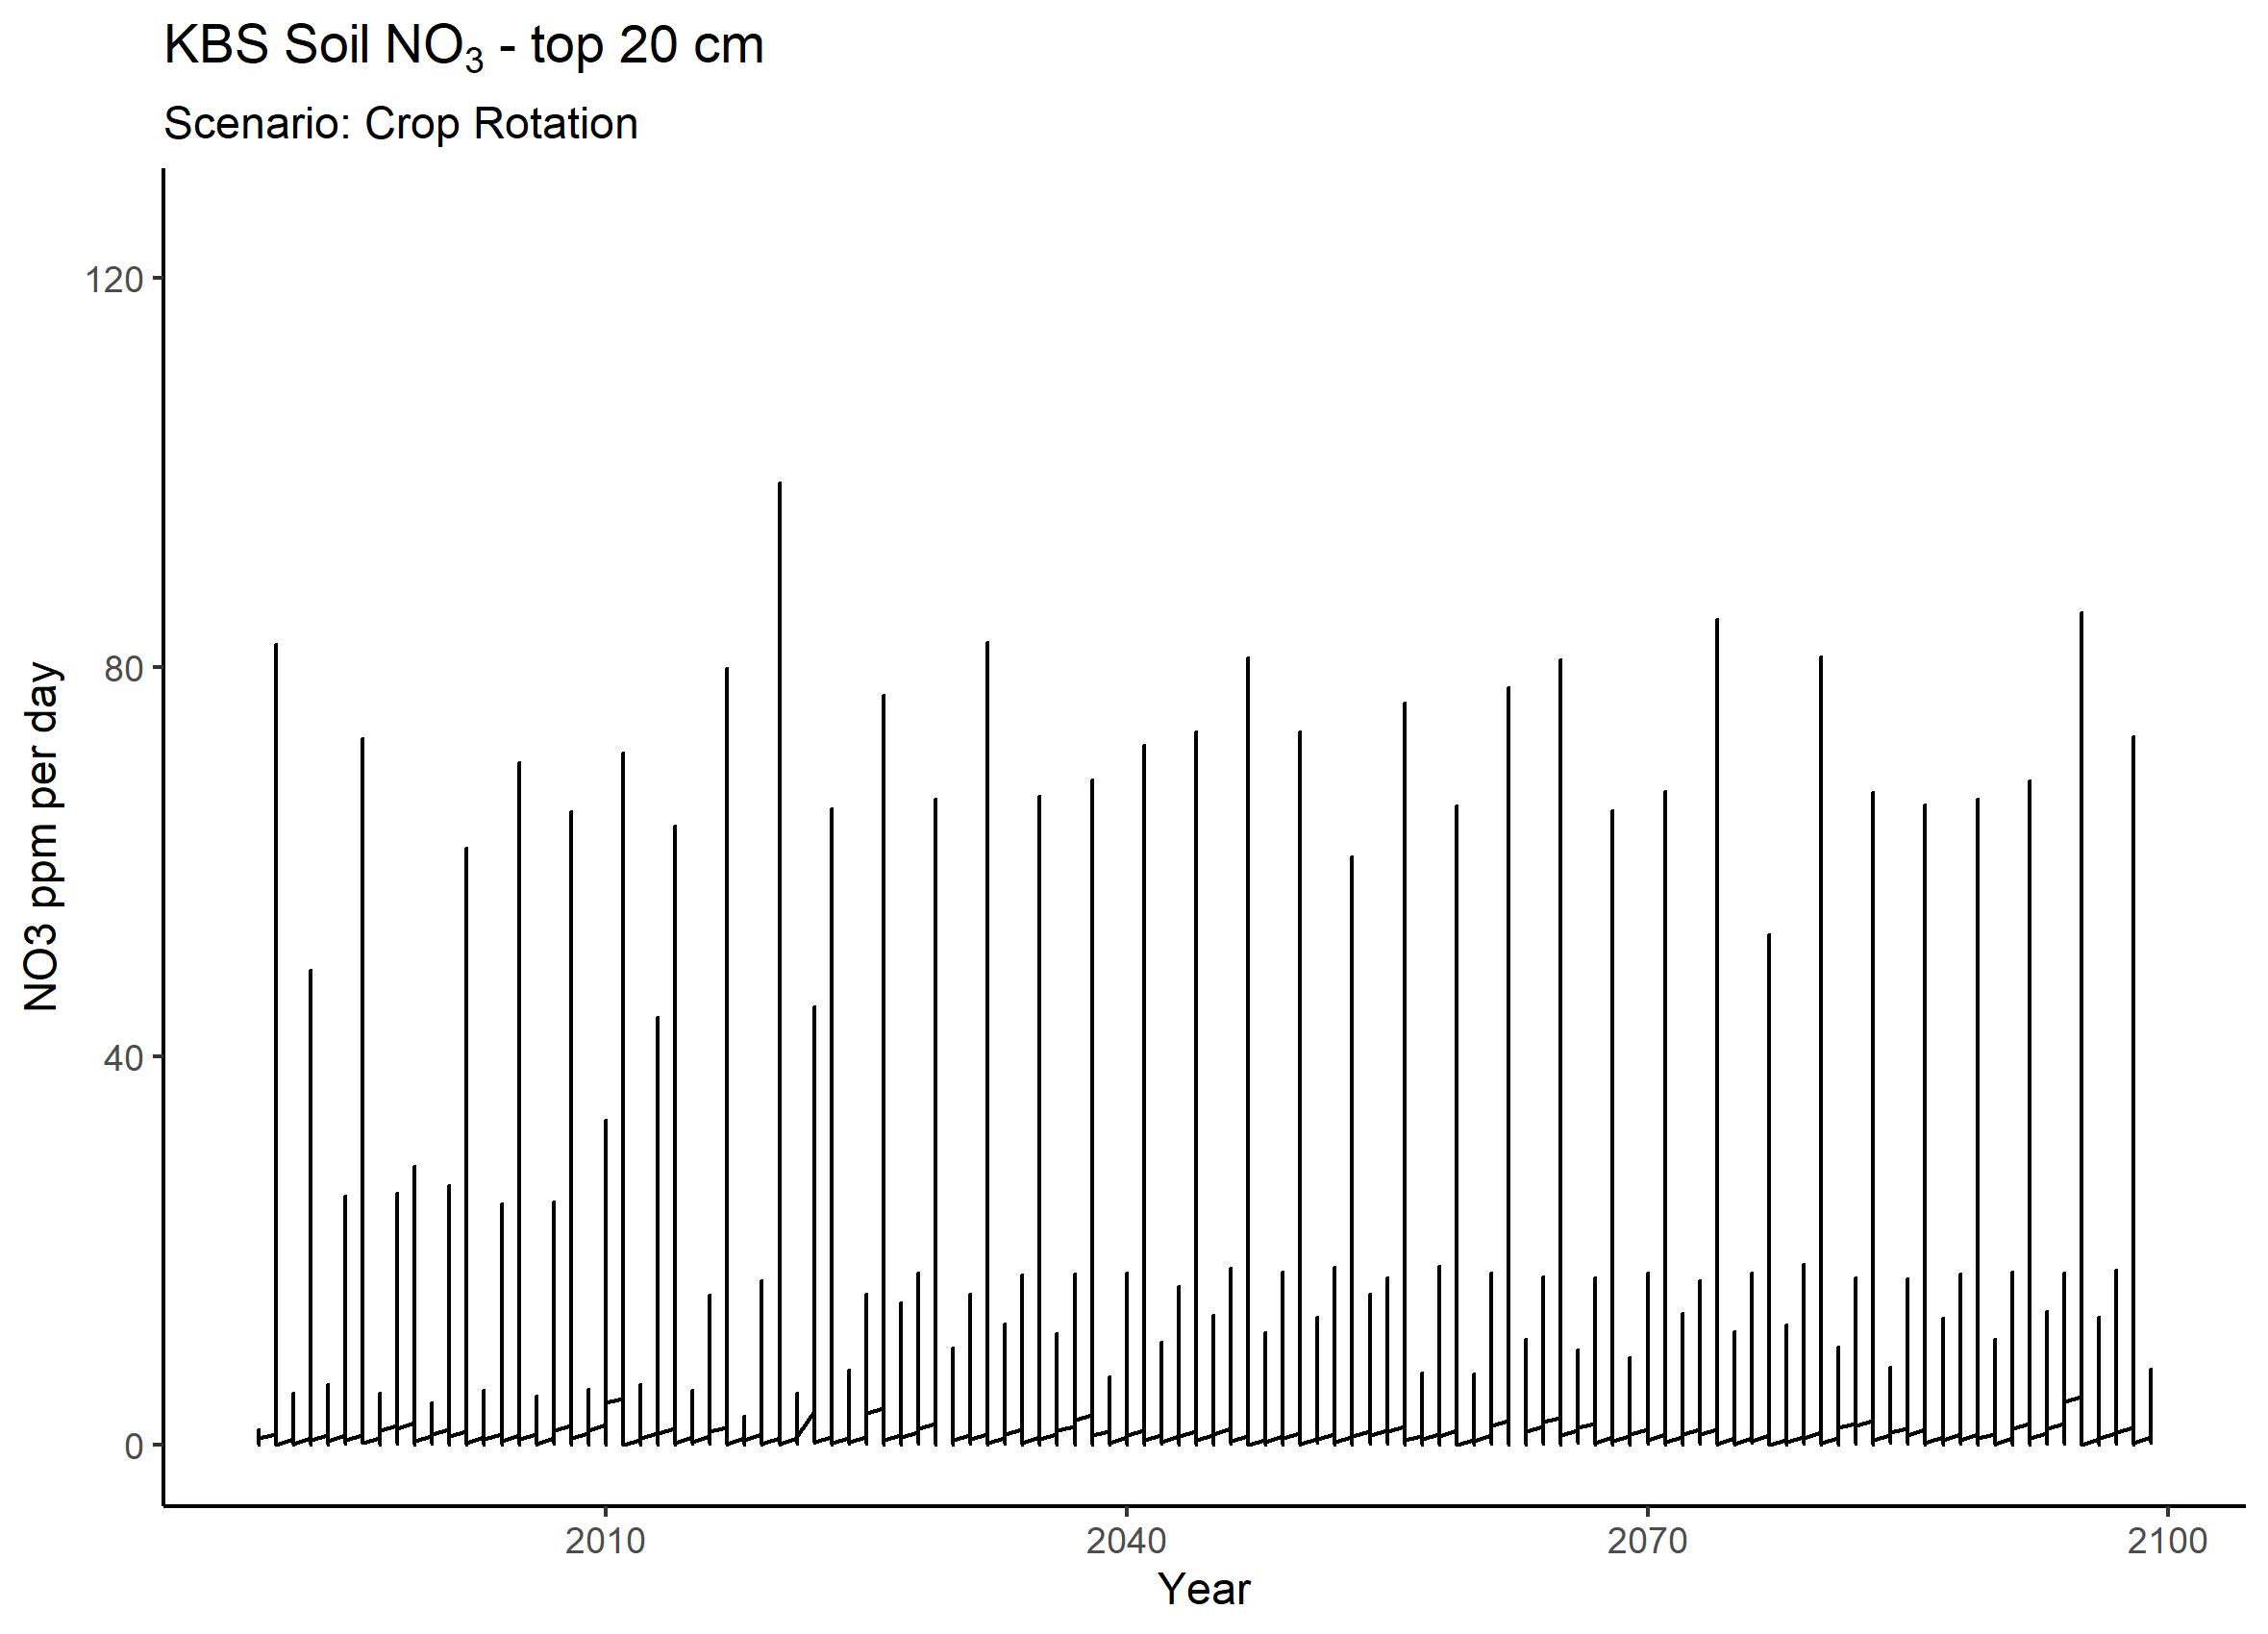 KBS Soil NO₃ - top 20 cm
Scenario: Crop Rotation
NO3 ppm per day
120
80
40
0
2010 2040 2070 2100
Year